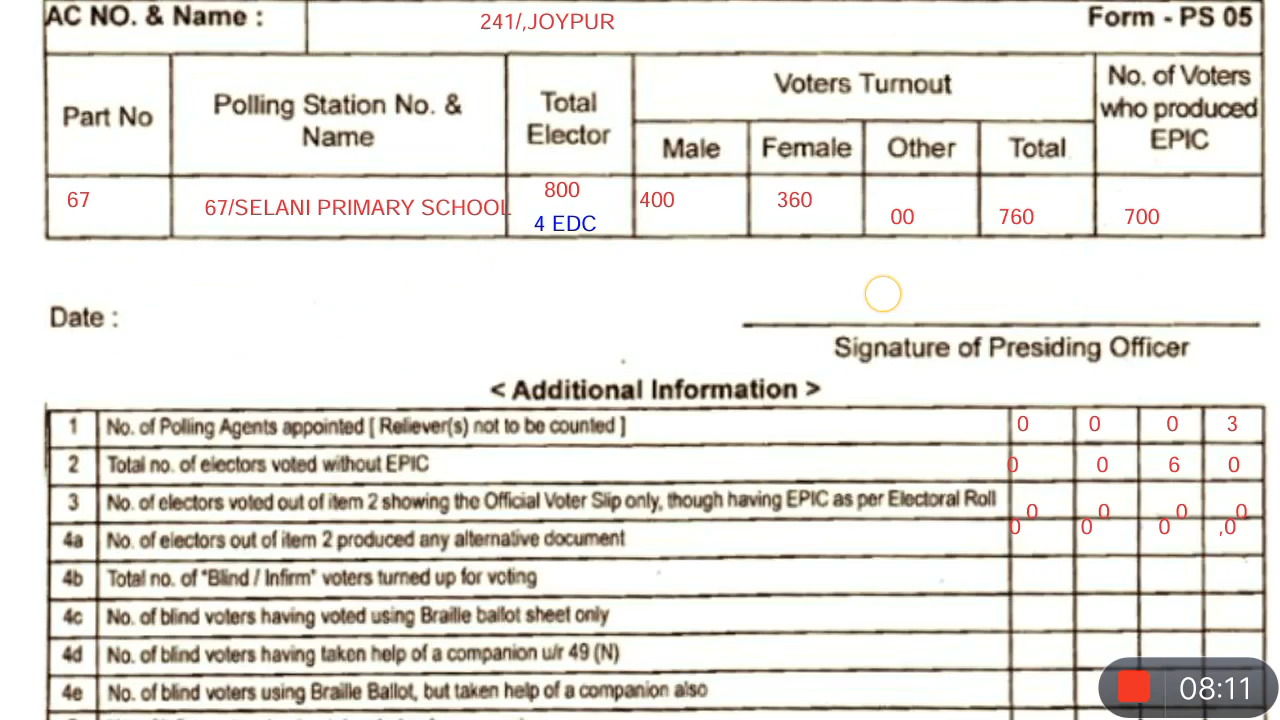 AC NO. & Name : 241/,JOYPUR Form - PS 05
Part No Polling Station No. & Name Total Elector Voters Turnout No. of Voters who produced EPIC
Male Female Other Total
67 67/SELANI PRIMARY SCHOOL 800 400 360 00 760 700
4 EDC
Date :
Signature of Presiding Officer
< Additional Information >
1 No. of Polling Agents appointed [ Reliever(s) not to be counted ] 0 0 0 3
2 Total no. of electors voted without EPIC 0 0 6 0
3 No. of electors voted out of item 2 showing the Official Voter Slip only, though having EPIC as per Electoral Roll 0 0 0 0
4a No. of electors out of item 2 produced any alternative document 0 0 0 ,0
4b Total no. of "Blind / Infirm" voters turned up for voting
4c No. of blind voters having voted using Braille ballot sheet only
4d No. of blind voters having taken help of a companion u/r 49 (N)
4e No. of blind voters using Braille Ballot, but taken help of a companion also
08:11